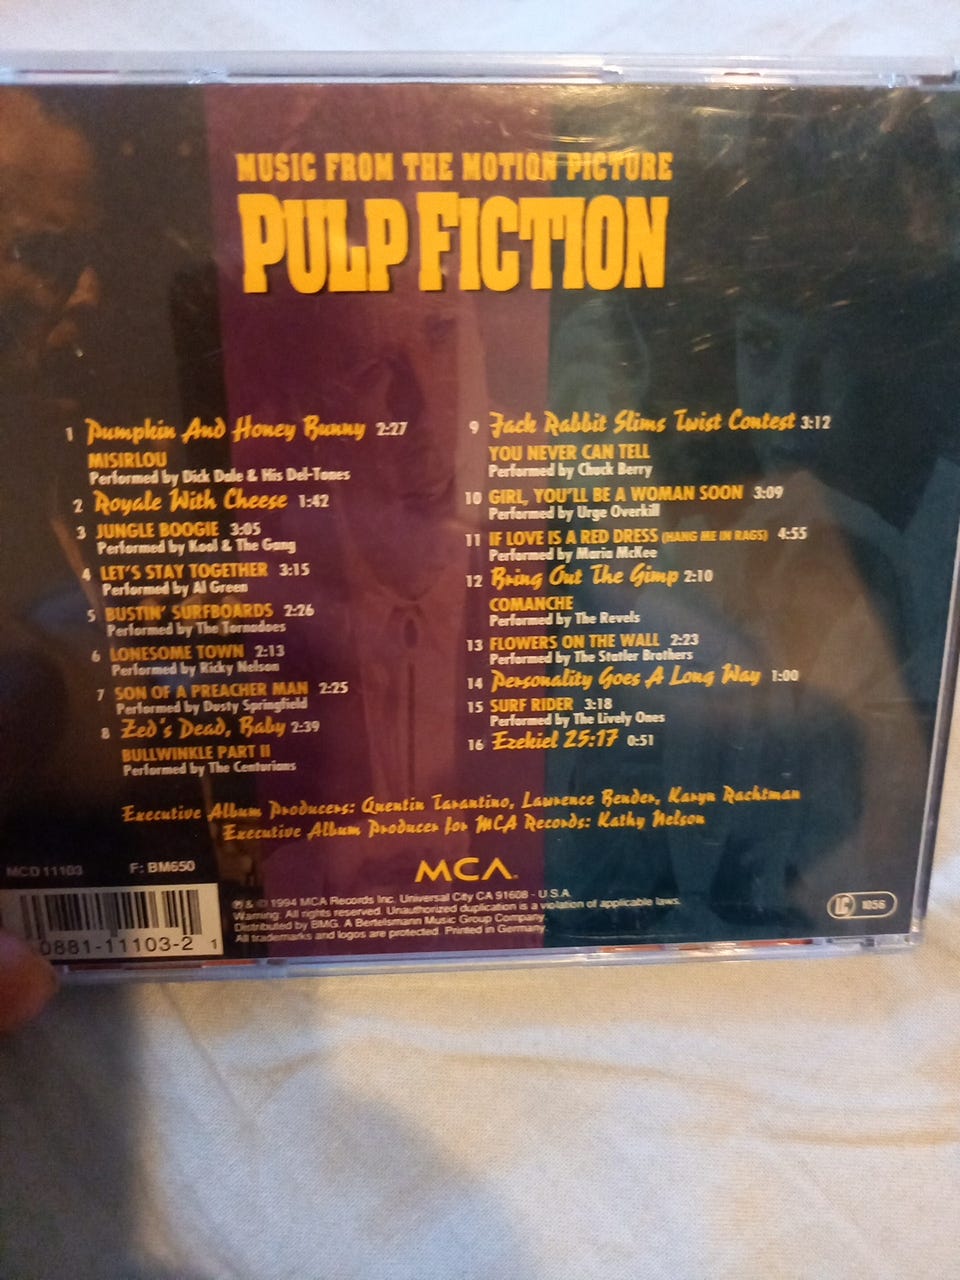 MUSIC FROM THE MOTION PICTURE
PULP FICTION
1 Pumpkin And Honey Bunny 2:27
MISIRLOU
Performed by Dick Dale & His Del-Tones
2 Royale With Cheese 1:42
3 JUNGLE BOOGIE 3:05
Performed by Kool & The Gang
4 LET'S STAY TOGETHER 3:15
Performed by Al Green
5 BUSTIN' SURFBOARDS 2:26
Performed by The Tornadoes
6 LONESOME TOWN 2:13
Performed by Ricky Nelson
7 SON OF A PREACHER MAN 2:25
Performed by Dusty Springfield
8 Zed's Dead, Baby 2:39
BULLWINKLE PART II
Performed by The Centurians
9 Jack Rabbit Slims Twist Contest 3:12
YOU NEVER CAN TELL
Performed by Chuck Berry
10 GIRL, YOU'LL BE A WOMAN SOON 3:09
Performed by Urge Overkill
11 IF LOVE IS A RED DRESS (HANG ME IN RAGS) 4:55
Performed by Maria McKee
12 Bring Out The Gimp 2:10
COMANCHE
Performed by The Revels
13 FLOWERS ON THE WALL 2:23
Performed by The Statler Brothers
14 Personality Goes A Long Way 1:00
15 SURF RIDER 3:18
Performed by The Lively Ones
16 Ezekiel 25:17 0:51
Executive Album Producers: Quentin Tarantino, Lawrence Bender, Karyn Rachtman
Executive Album Producer for MCA Records: Kathy Nelson
MCD 11103 F: BM650
MCA
℗ & © 1994 MCA Records Inc. Universal City CA 91608 - U.S.A.
Warning: All rights reserved. Unauthorized duplication is a violation of applicable laws.
Distributed by BMG. A Bertelsmann Music Group Company
All trademarks and logos are protected. Printed in Germany
0881-11103-2 1
LC 1056